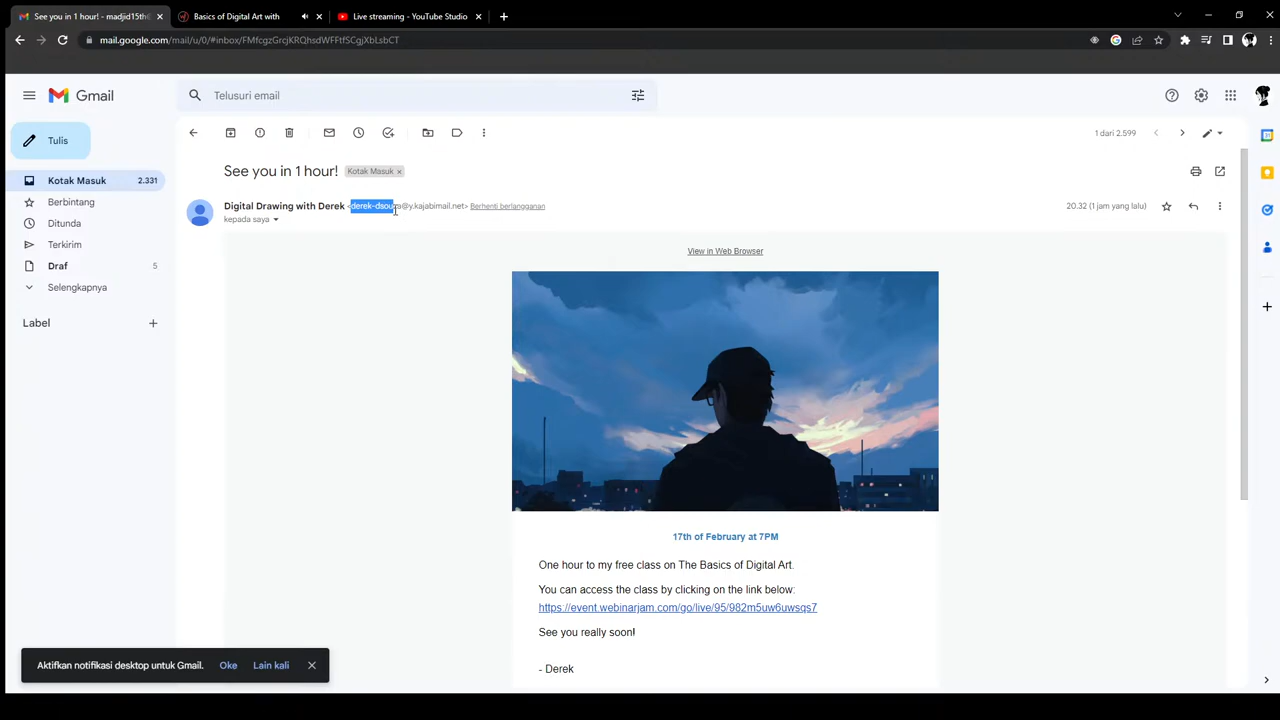 See you in 1 hour! - madjid15th@
Basics of Digital Art with
Live streaming - YouTube Studio
mail.google.com/mail/u/0/#inbox/FMfcgzGrcjKRQhsdWFFtfSCgjXbLsbCT
Gmail
Telusuri email
Tulis
1 dari 2.599
Kotak Masuk 2.331
Berbintang
Ditunda
Terkirim
Draf 5
Selengkapnya
Label
See you in 1 hour! Kotak Masuk ×
Digital Drawing with Derek <derek-dsouza@y.kajabimail.net> Berhenti berlangganan
20.32 (1 jam yang lalu)
kepada saya
View in Web Browser
17th of February at 7PM
One hour to my free class on The Basics of Digital Art.
You can access the class by clicking on the link below:
https://event.webinarjam.com/go/live/95/982m5uw6uwsqs7
See you really soon!
- Derek
Aktifkan notifikasi desktop untuk Gmail. Oke Lain kali